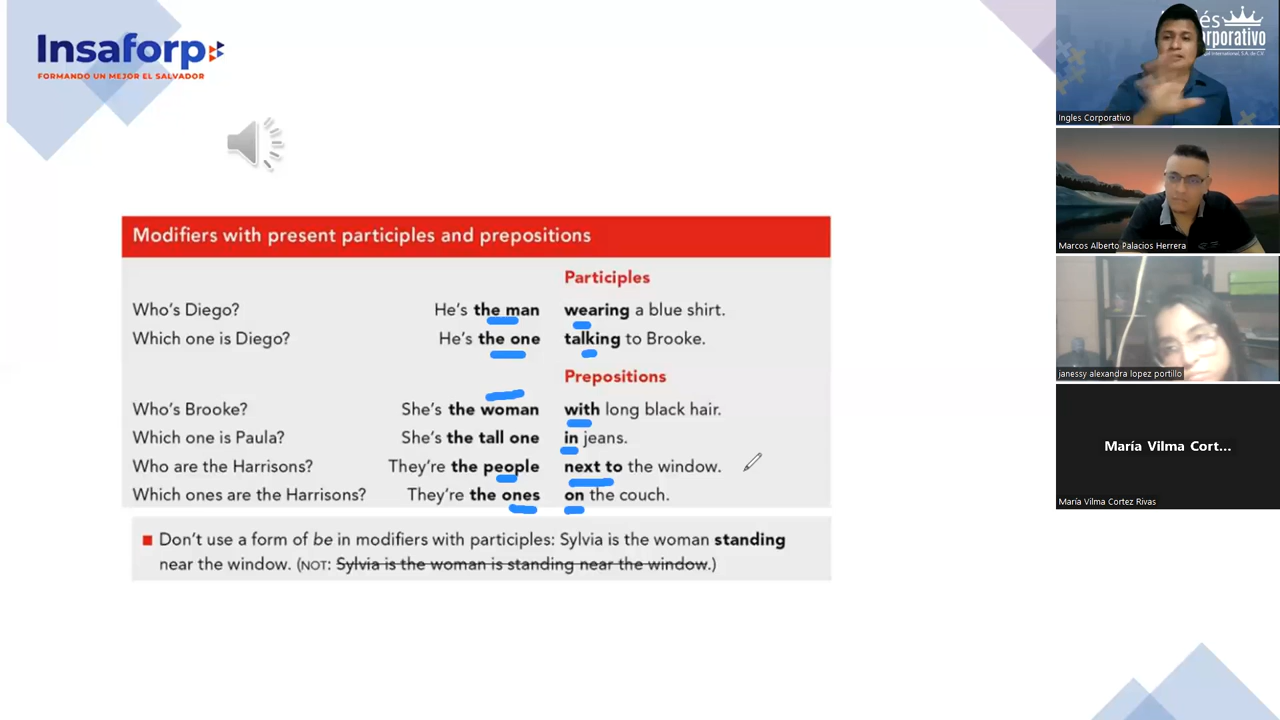 Insaforp
FORMANDO UN MEJOR EL SALVADOR
Modifiers with present participles and prepositions
Participles
Who's Diego? He's the man wearing a blue shirt.
Which one is Diego? He's the one talking to Brooke.
Prepositions
Who's Brooke? She's the woman with long black hair.
Which one is Paula? She's the tall one in jeans.
Who are the Harrisons? They're the people next to the window.
Which ones are the Harrisons? They're the ones on the couch.
Don't use a form of be in modifiers with participles: Sylvia is the woman standing
near the window. (NOT: Sylvia is the woman is standing near the window.)
Ingles Corporativo
Marcos Alberto Palacios Herrera
janessy alexandra lopez portillo
María Vilma Cort...
María Vilma Cortez Rivas